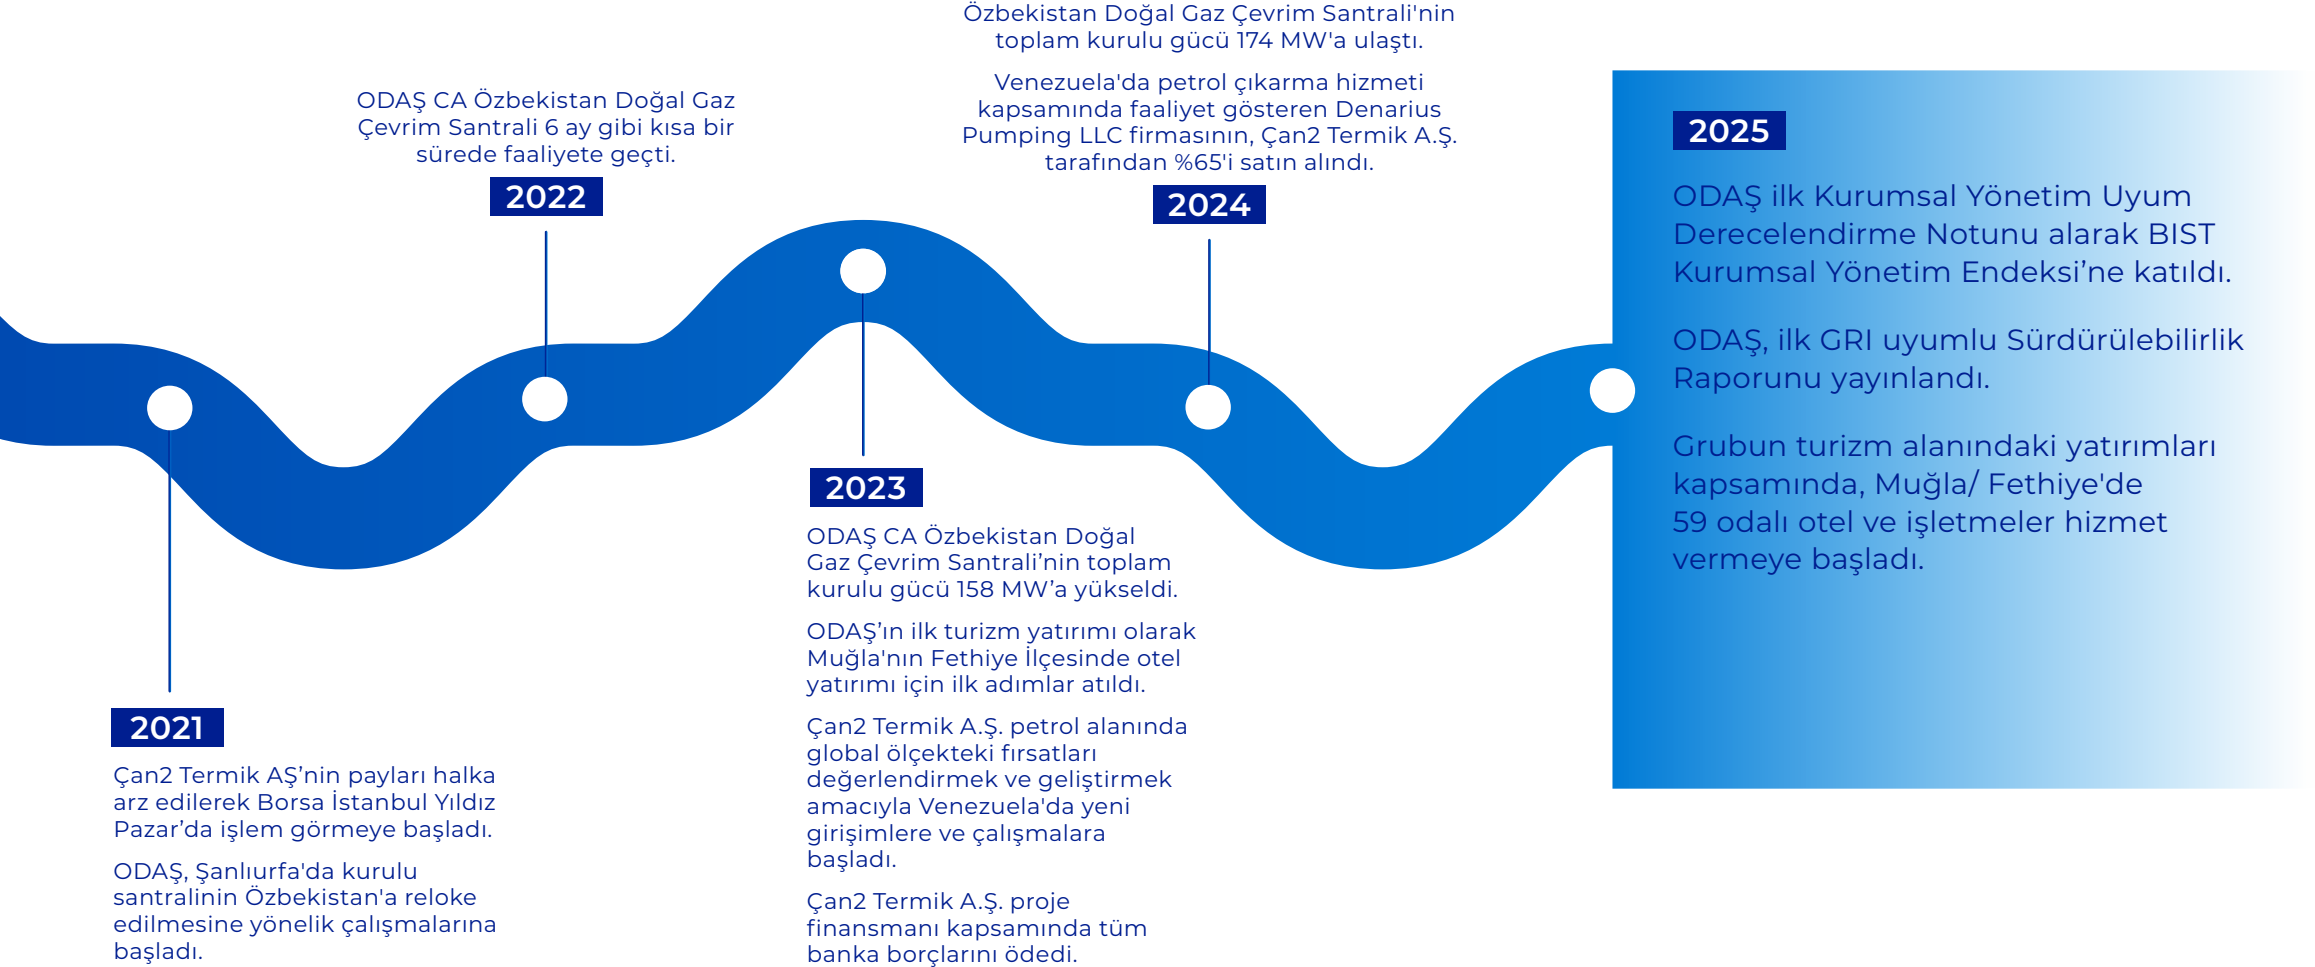 2021
Çan2 Termik AŞ’nin payları halka
arz edilerek Borsa İstanbul Yıldız
Pazar’da işlem görmeye başladı.
ODAŞ, Şanlıurfa'da kurulu
santralinin Özbekistan'a reloke
edilmesine yönelik çalışmalarına
başladı.
ODAŞ CA Özbekistan Doğal Gaz
Çevrim Santrali 6 ay gibi kısa bir
sürede faaliyete geçti.
2022
2023
ODAŞ CA Özbekistan Doğal
Gaz Çevrim Santrali’nin toplam
kurulu gücü 158 MW’a yükseldi.
ODAŞ’ın ilk turizm yatırımı olarak
Muğla'nın Fethiye İlçesinde otel
yatırımı için ilk adımlar atıldı.
Çan2 Termik A.Ş. petrol alanında
global ölçekteki fırsatları
değerlendirmek ve geliştirmek
amacıyla Venezuela'da yeni
girişimlere ve çalışmalara
başladı.
Çan2 Termik A.Ş. proje
finansmanı kapsamında tüm
banka borçlarını ödedi.
Özbekistan Doğal Gaz Çevrim Santrali'nin
toplam kurulu gücü 174 MW'a ulaştı.
Venezuela'da petrol çıkarma hizmeti
kapsamında faaliyet gösteren Denarius
Pumping LLC firmasının, Çan2 Termik A.Ş.
tarafından %65'i satın alındı.
2024
2025
ODAŞ ilk Kurumsal Yönetim Uyum
Derecelendirme Notunu alarak BIST
Kurumsal Yönetim Endeksi’ne katıldı.
ODAŞ, ilk GRI uyumlu Sürdürülebilirlik
Raporunu yayınlandı.
Grubun turizm alanındaki yatırımları
kapsamında, Muğla/ Fethiye'de
59 odalı otel ve işletmeler hizmet
vermeye başladı.